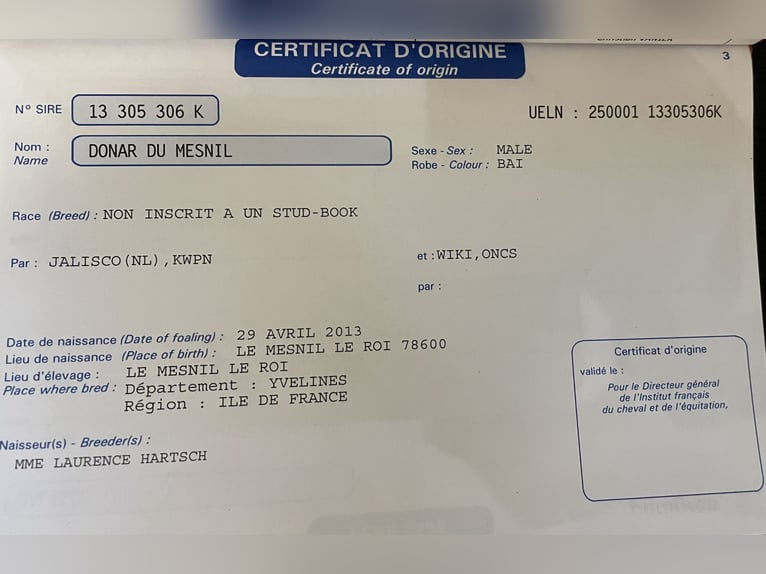 3
CERTIFICAT D'ORIGINE
Certificate of origin
N° SIRE 13 305 306 K
UELN : 250001 13305306K
Nom : DONAR DU MESNIL
Name
Sexe - Sex : MALE
Robe - Colour : BAI
Race (Breed) : NON INSCRIT A UN STUD-BOOK
Par : JALISCO(NL),KWPN
et : WIKI,ONCS
par :
Date de naissance (Date of foaling) : 29 AVRIL 2013
Lieu de naissance (Place of birth) : LE MESNIL LE ROI 78600
Lieu d'élevage : LE MESNIL LE ROI
Place where bred : Département : YVELINES
Région : ILE DE FRANCE
Naisseur(s) - Breeder(s) :
MME LAURENCE HARTSCH
Certificat d'origine
validé le :
Pour le Directeur général
de l'Institut français
du cheval et de l'équitation,